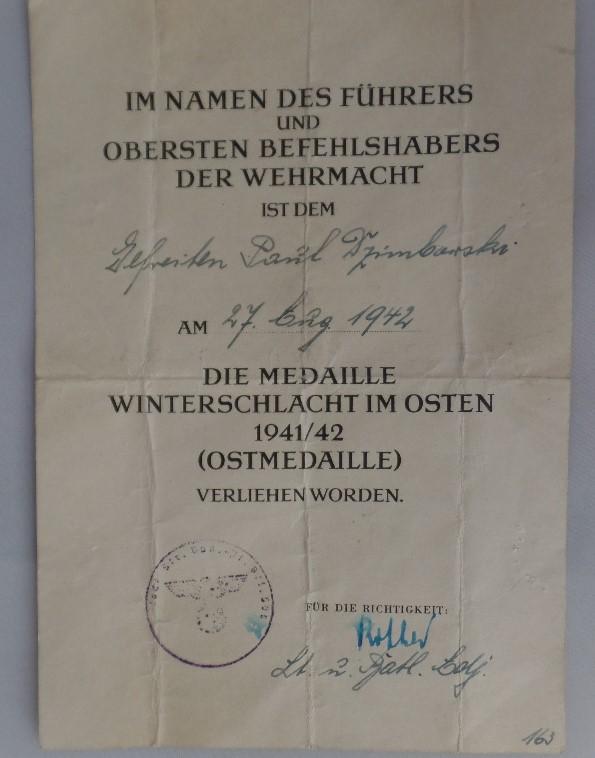 IM NAMEN DES FÜHRERS
UND
OBERSTEN BEFEHLSHABERS
DER WEHRMACHT
IST DEM
Gefreiten Paul Dzimbowski
AM 27. Aug. 1942
DIE MEDAILLE
WINTERSCHLACHT IM OSTEN
1941/42
(OSTMEDAILLE)
VERLIEHEN WORDEN.
FÜR DIE RICHTIGKEIT:
Lt. u. Batl. Adj.
163